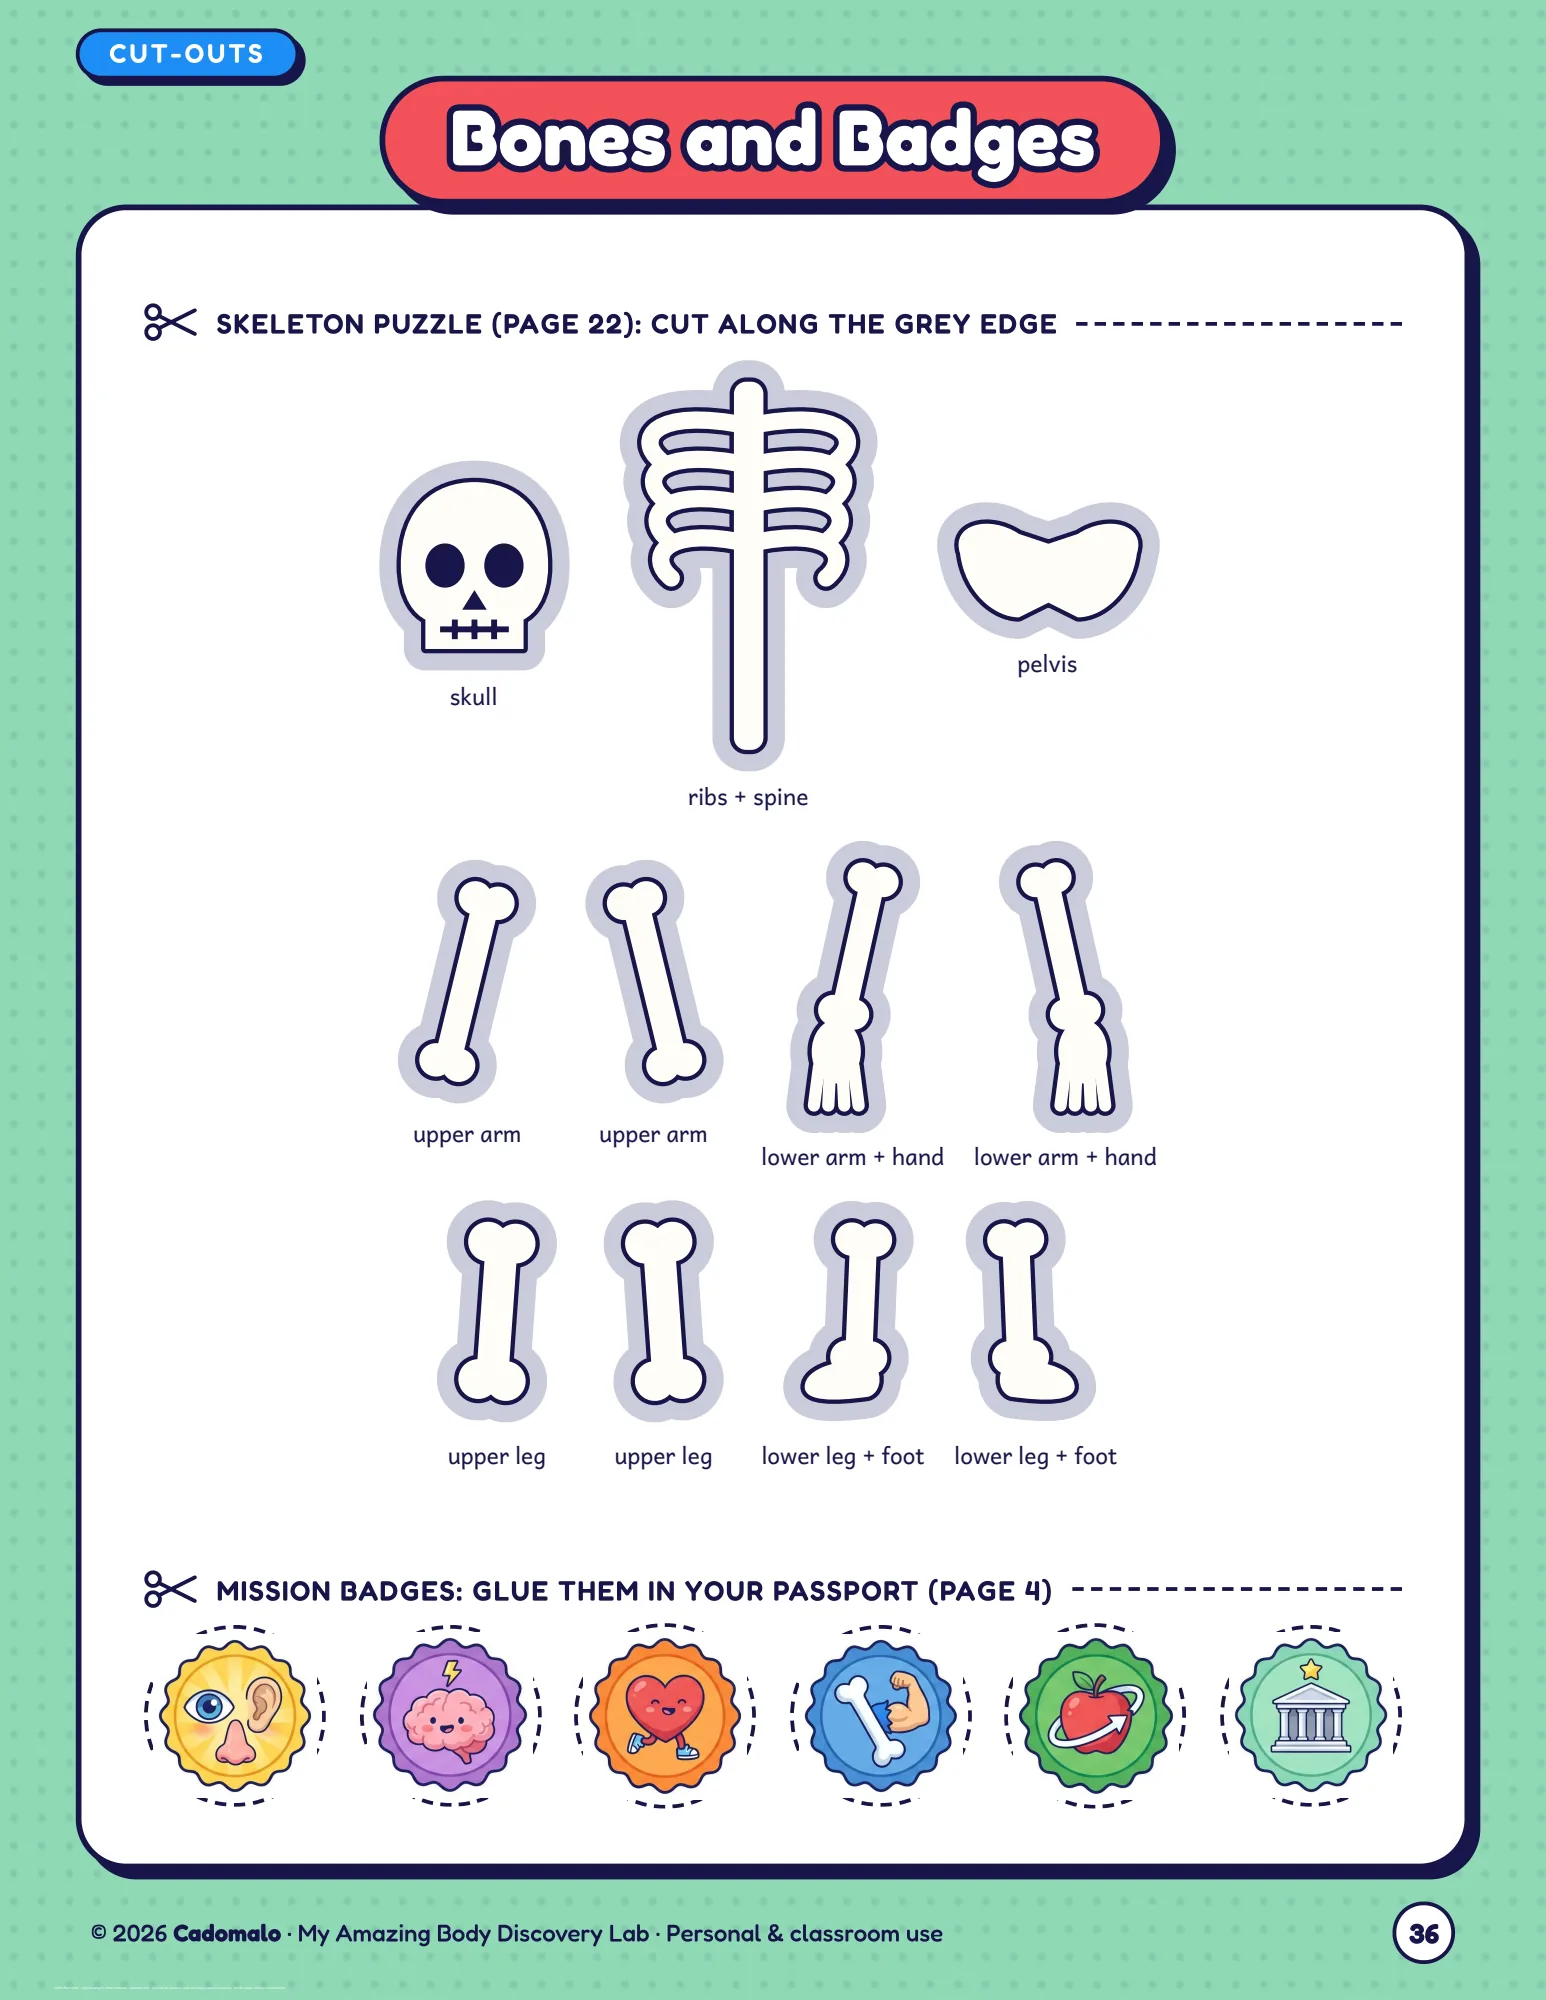 CUT-OUTS
Bones and Badges
SKELETON PUZZLE (PAGE 22): CUT ALONG THE GREY EDGE
skull
ribs + spine
pelvis
upper arm
upper arm
lower arm + hand
lower arm + hand
upper leg
upper leg
lower leg + foot
lower leg + foot
MISSION BADGES: GLUE THEM IN YOUR PASSPORT (PAGE 4)
© 2026 Cadomalo · My Amazing Body Discovery Lab · Personal & classroom use
36